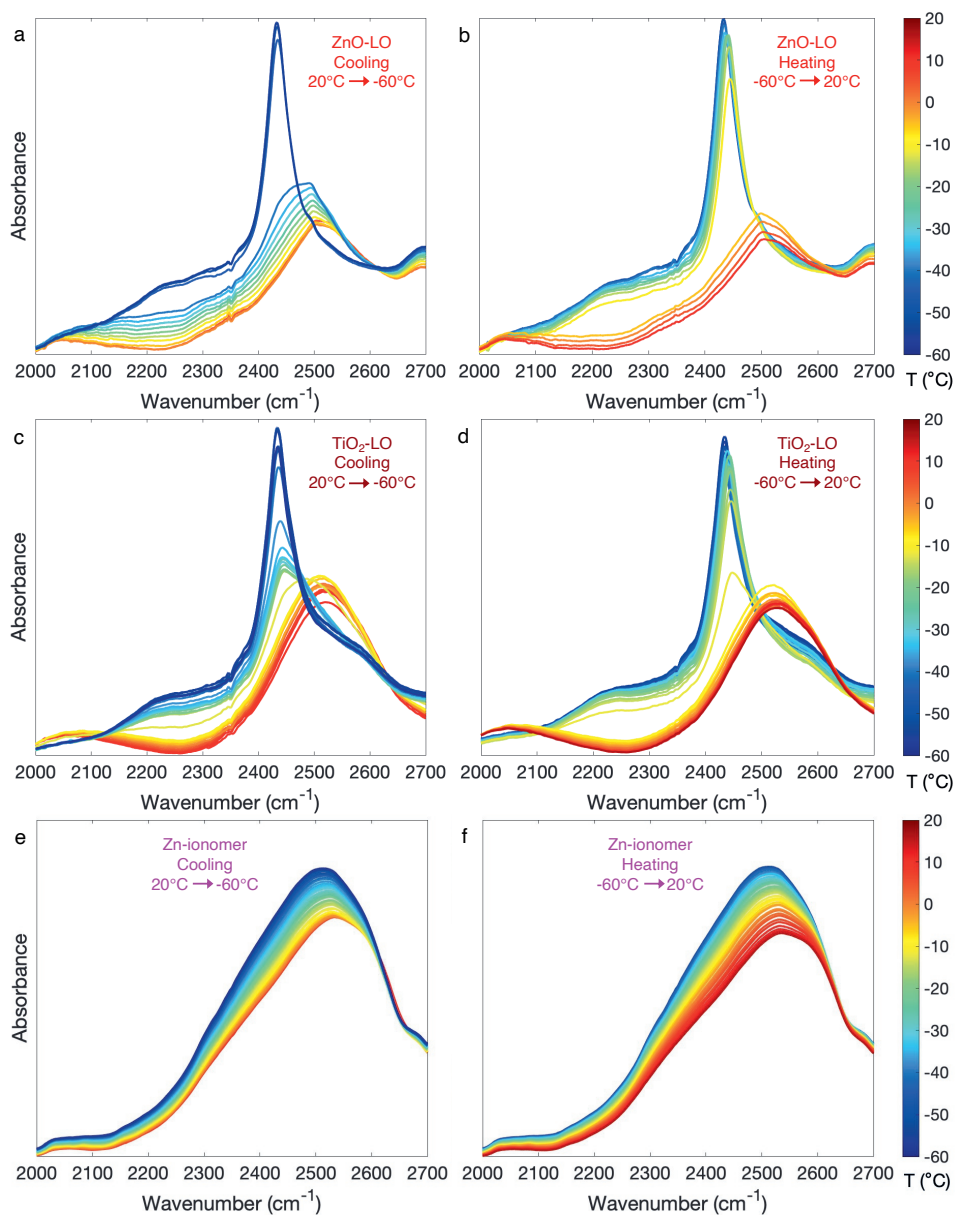 a
ZnO-LO
Cooling
20°C → -60°C
Absorbance
2000 2100 2200 2300 2400 2500 2600 2700
Wavenumber (cm⁻¹)
b
ZnO-LO
Heating
-60°C → 20°C
2000 2100 2200 2300 2400 2500 2600 2700
Wavenumber (cm⁻¹)
20
10
0
-10
-20
-30
-40
-50
-60
T (°C)
c
TiO₂-LO
Cooling
20°C → -60°C
Absorbance
2000 2100 2200 2300 2400 2500 2600 2700
Wavenumber (cm⁻¹)
d
TiO₂-LO
Heating
-60°C → 20°C
2000 2100 2200 2300 2400 2500 2600 2700
Wavenumber (cm⁻¹)
20
10
0
-10
-20
-30
-40
-50
-60
T (°C)
e
Zn-ionomer
Cooling
20°C → -60°C
Absorbance
2000 2100 2200 2300 2400 2500 2600 2700
Wavenumber (cm⁻¹)
f
Zn-ionomer
Heating
-60°C → 20°C
2000 2100 2200 2300 2400 2500 2600 2700
Wavenumber (cm⁻¹)
20
10
0
-10
-20
-30
-40
-50
-60
T (°C)